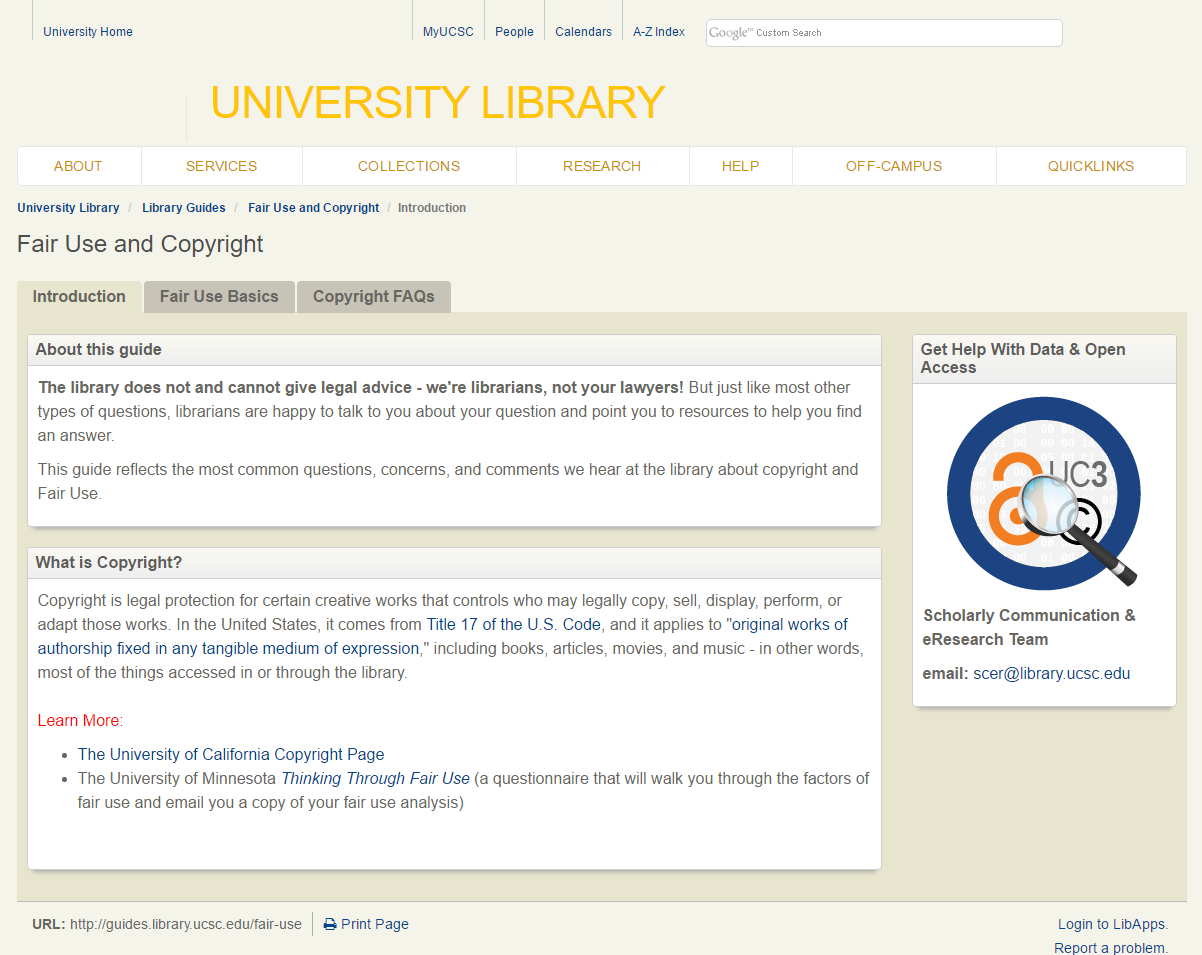 University Home
MyUCSC
People
Calendars
A-Z Index
Google™ Custom Search
UNIVERSITY LIBRARY
ABOUT
SERVICES
COLLECTIONS
RESEARCH
HELP
OFF-CAMPUS
QUICKLINKS
University Library / Library Guides / Fair Use and Copyright / Introduction
Fair Use and Copyright
Introduction
Fair Use Basics
Copyright FAQs
About this guide
The library does not and cannot give legal advice - we're librarians, not your lawyers! But just like most other
types of questions, librarians are happy to talk to you about your question and point you to resources to help you find
an answer.
This guide reflects the most common questions, concerns, and comments we hear at the library about copyright and
Fair Use.
What is Copyright?
Copyright is legal protection for certain creative works that controls who may legally copy, sell, display, perform, or
adapt those works. In the United States, it comes from Title 17 of the U.S. Code, and it applies to "original works of
authorship fixed in any tangible medium of expression," including books, articles, movies, and music - in other words,
most of the things accessed in or through the library.
Learn More:
• The University of California Copyright Page
• The University of Minnesota Thinking Through Fair Use (a questionnaire that will walk you through the factors of
fair use and email you a copy of your fair use analysis)
Get Help With Data & Open
Access
UC3
Scholarly Communication &
eResearch Team
email: scer@library.ucsc.edu
URL: http://guides.library.ucsc.edu/fair-use
Print Page
Login to LibApps.
Report a problem.